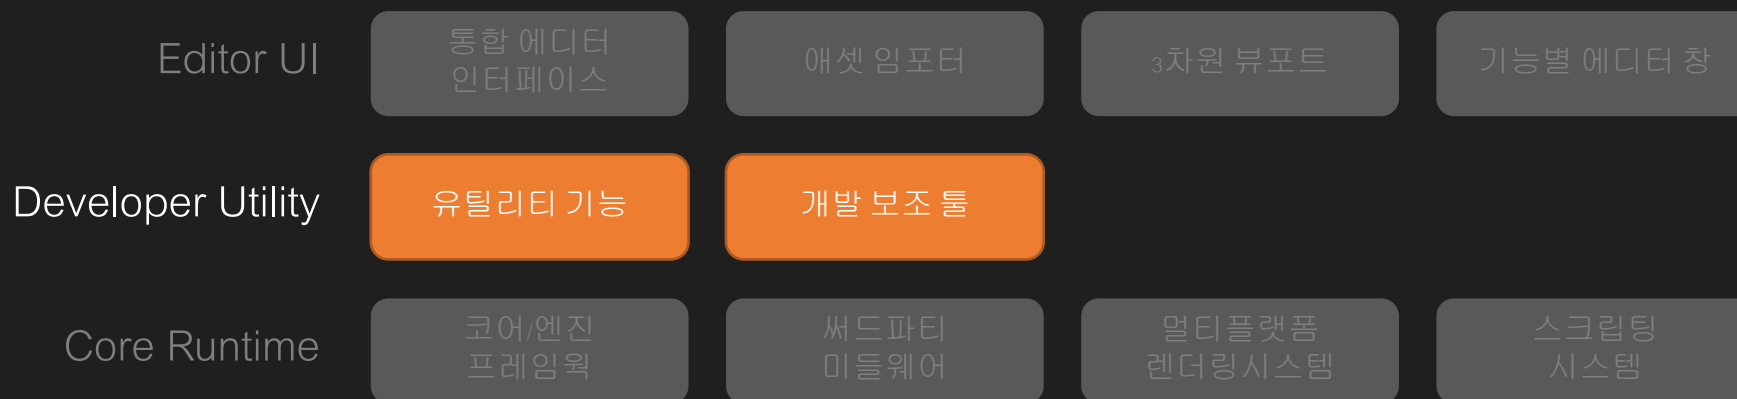 Editor UI
통합 에디터
인터페이스
애셋 임포터
3차원 뷰포트
기능별 에디터 창
Developer Utility
유틸리티 기능
개발 보조 툴
Core Runtime
코어/엔진
프레임웍
써드파티
미들웨어
멀티플랫폼
렌더링시스템
스크립팅
시스템